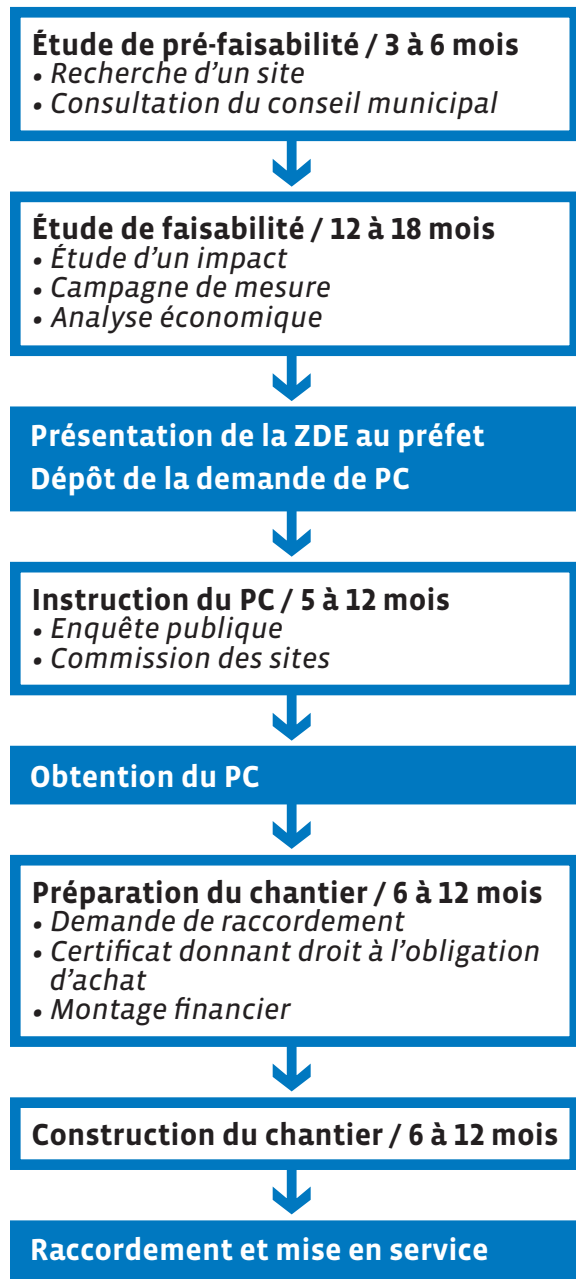 Étude de pré-faisabilité / 3 à 6 mois
• Recherche d'un site
• Consultation du conseil municipal
Étude de faisabilité / 12 à 18 mois
• Étude d'un impact
• Campagne de mesure
• Analyse économique
Présentation de la ZDE au préfet
Dépôt de la demande de PC
Instruction du PC / 5 à 12 mois
• Enquête publique
• Commission des sites
Obtention du PC
Préparation du chantier / 6 à 12 mois
• Demande de raccordement
• Certificat donnant droit à l'obligation
d'achat
• Montage financier
Construction du chantier / 6 à 12 mois
Raccordement et mise en service